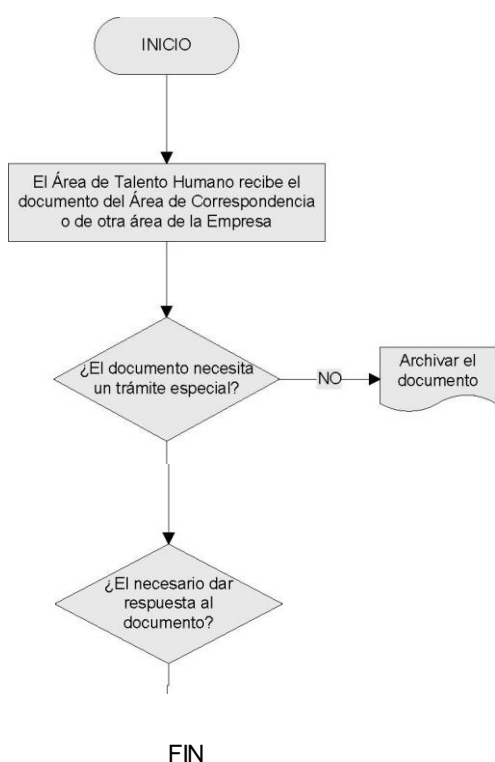 INICIO
El Área de Talento Humano recibe el
documento del Área de Correspondencia
o de otra área de la Empresa
¿El documento necesita
un trámite especial?
NO
Archivar el
documento
¿El necesario dar
respuesta al
documento?
FIN